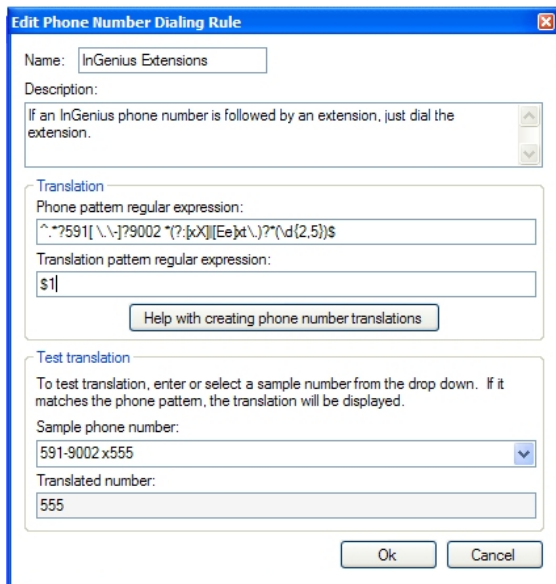 Edit Phone Number Dialing Rule
Name: InGenius Extensions
Description:
If an InGenius phone number is followed by an extension, just dial the
extension.
Translation
Phone pattern regular expression:
^.*?591[ \.\-]?9002 *(?:[xX]|[Ee]xt\.)?*(\d{2,5})$
Translation pattern regular expression:
$1
Help with creating phone number translations
Test translation
To test translation, enter or select a sample number from the drop down. If it
matches the phone pattern, the translation will be displayed.
Sample phone number:
591-9002 x555
Translated number:
555
Ok Cancel